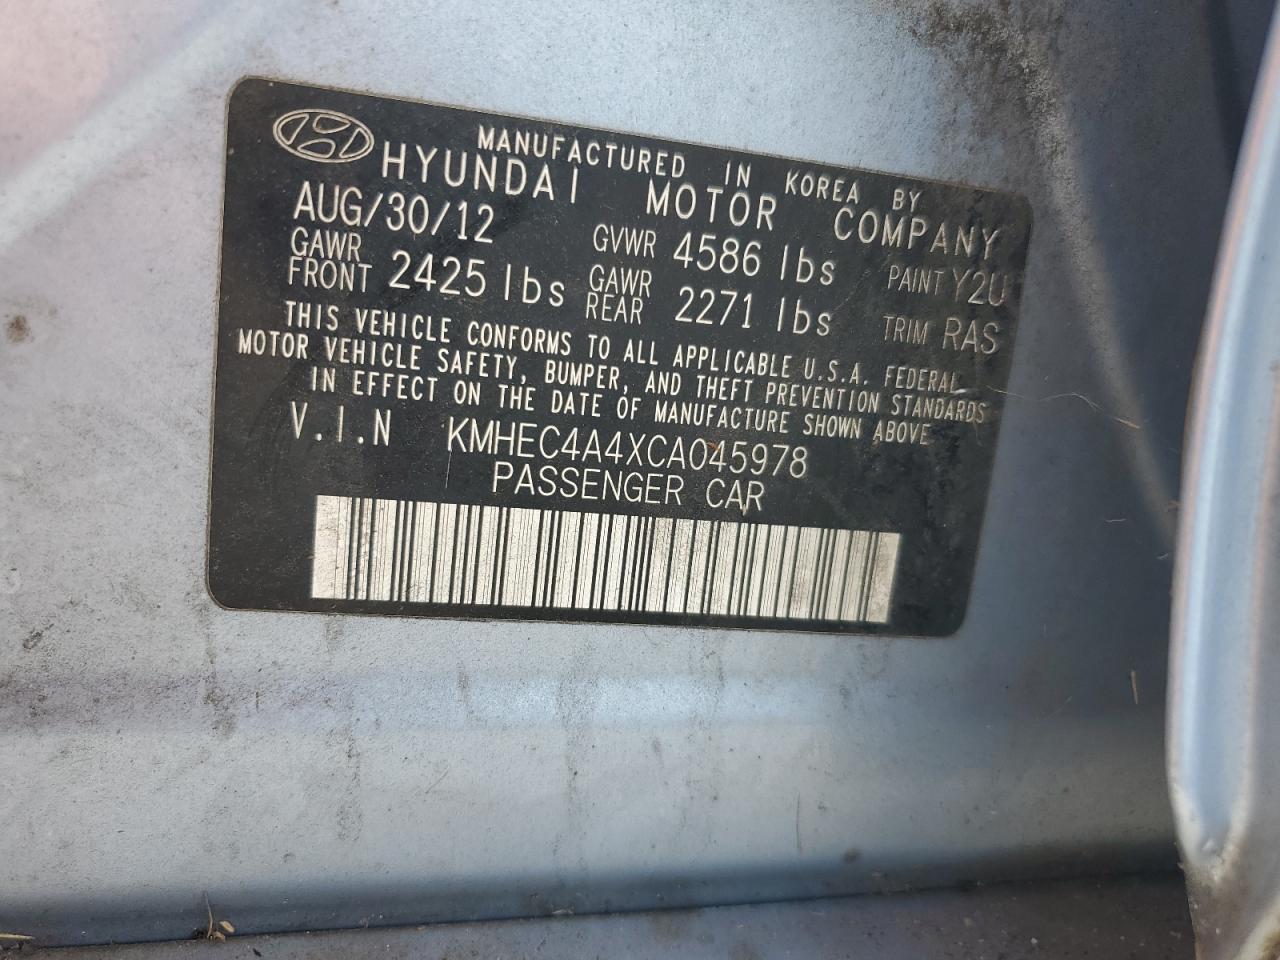 MANUFACTURED IN KOREA BY
HYUNDAI MOTOR COMPANY
AUG/30/12 GVWR 4586 lbs PAINT Y2U
GAWR FRONT 2425 lbs GAWR REAR 2271 lbs TRIM RAS
THIS VEHICLE CONFORMS TO ALL APPLICABLE U.S.A. FEDERAL
MOTOR VEHICLE SAFETY, BUMPER, AND THEFT PREVENTION STANDARDS
IN EFFECT ON THE DATE OF MANUFACTURE SHOWN ABOVE
V.I.N KMHEC4A4XCA045978
PASSENGER CAR